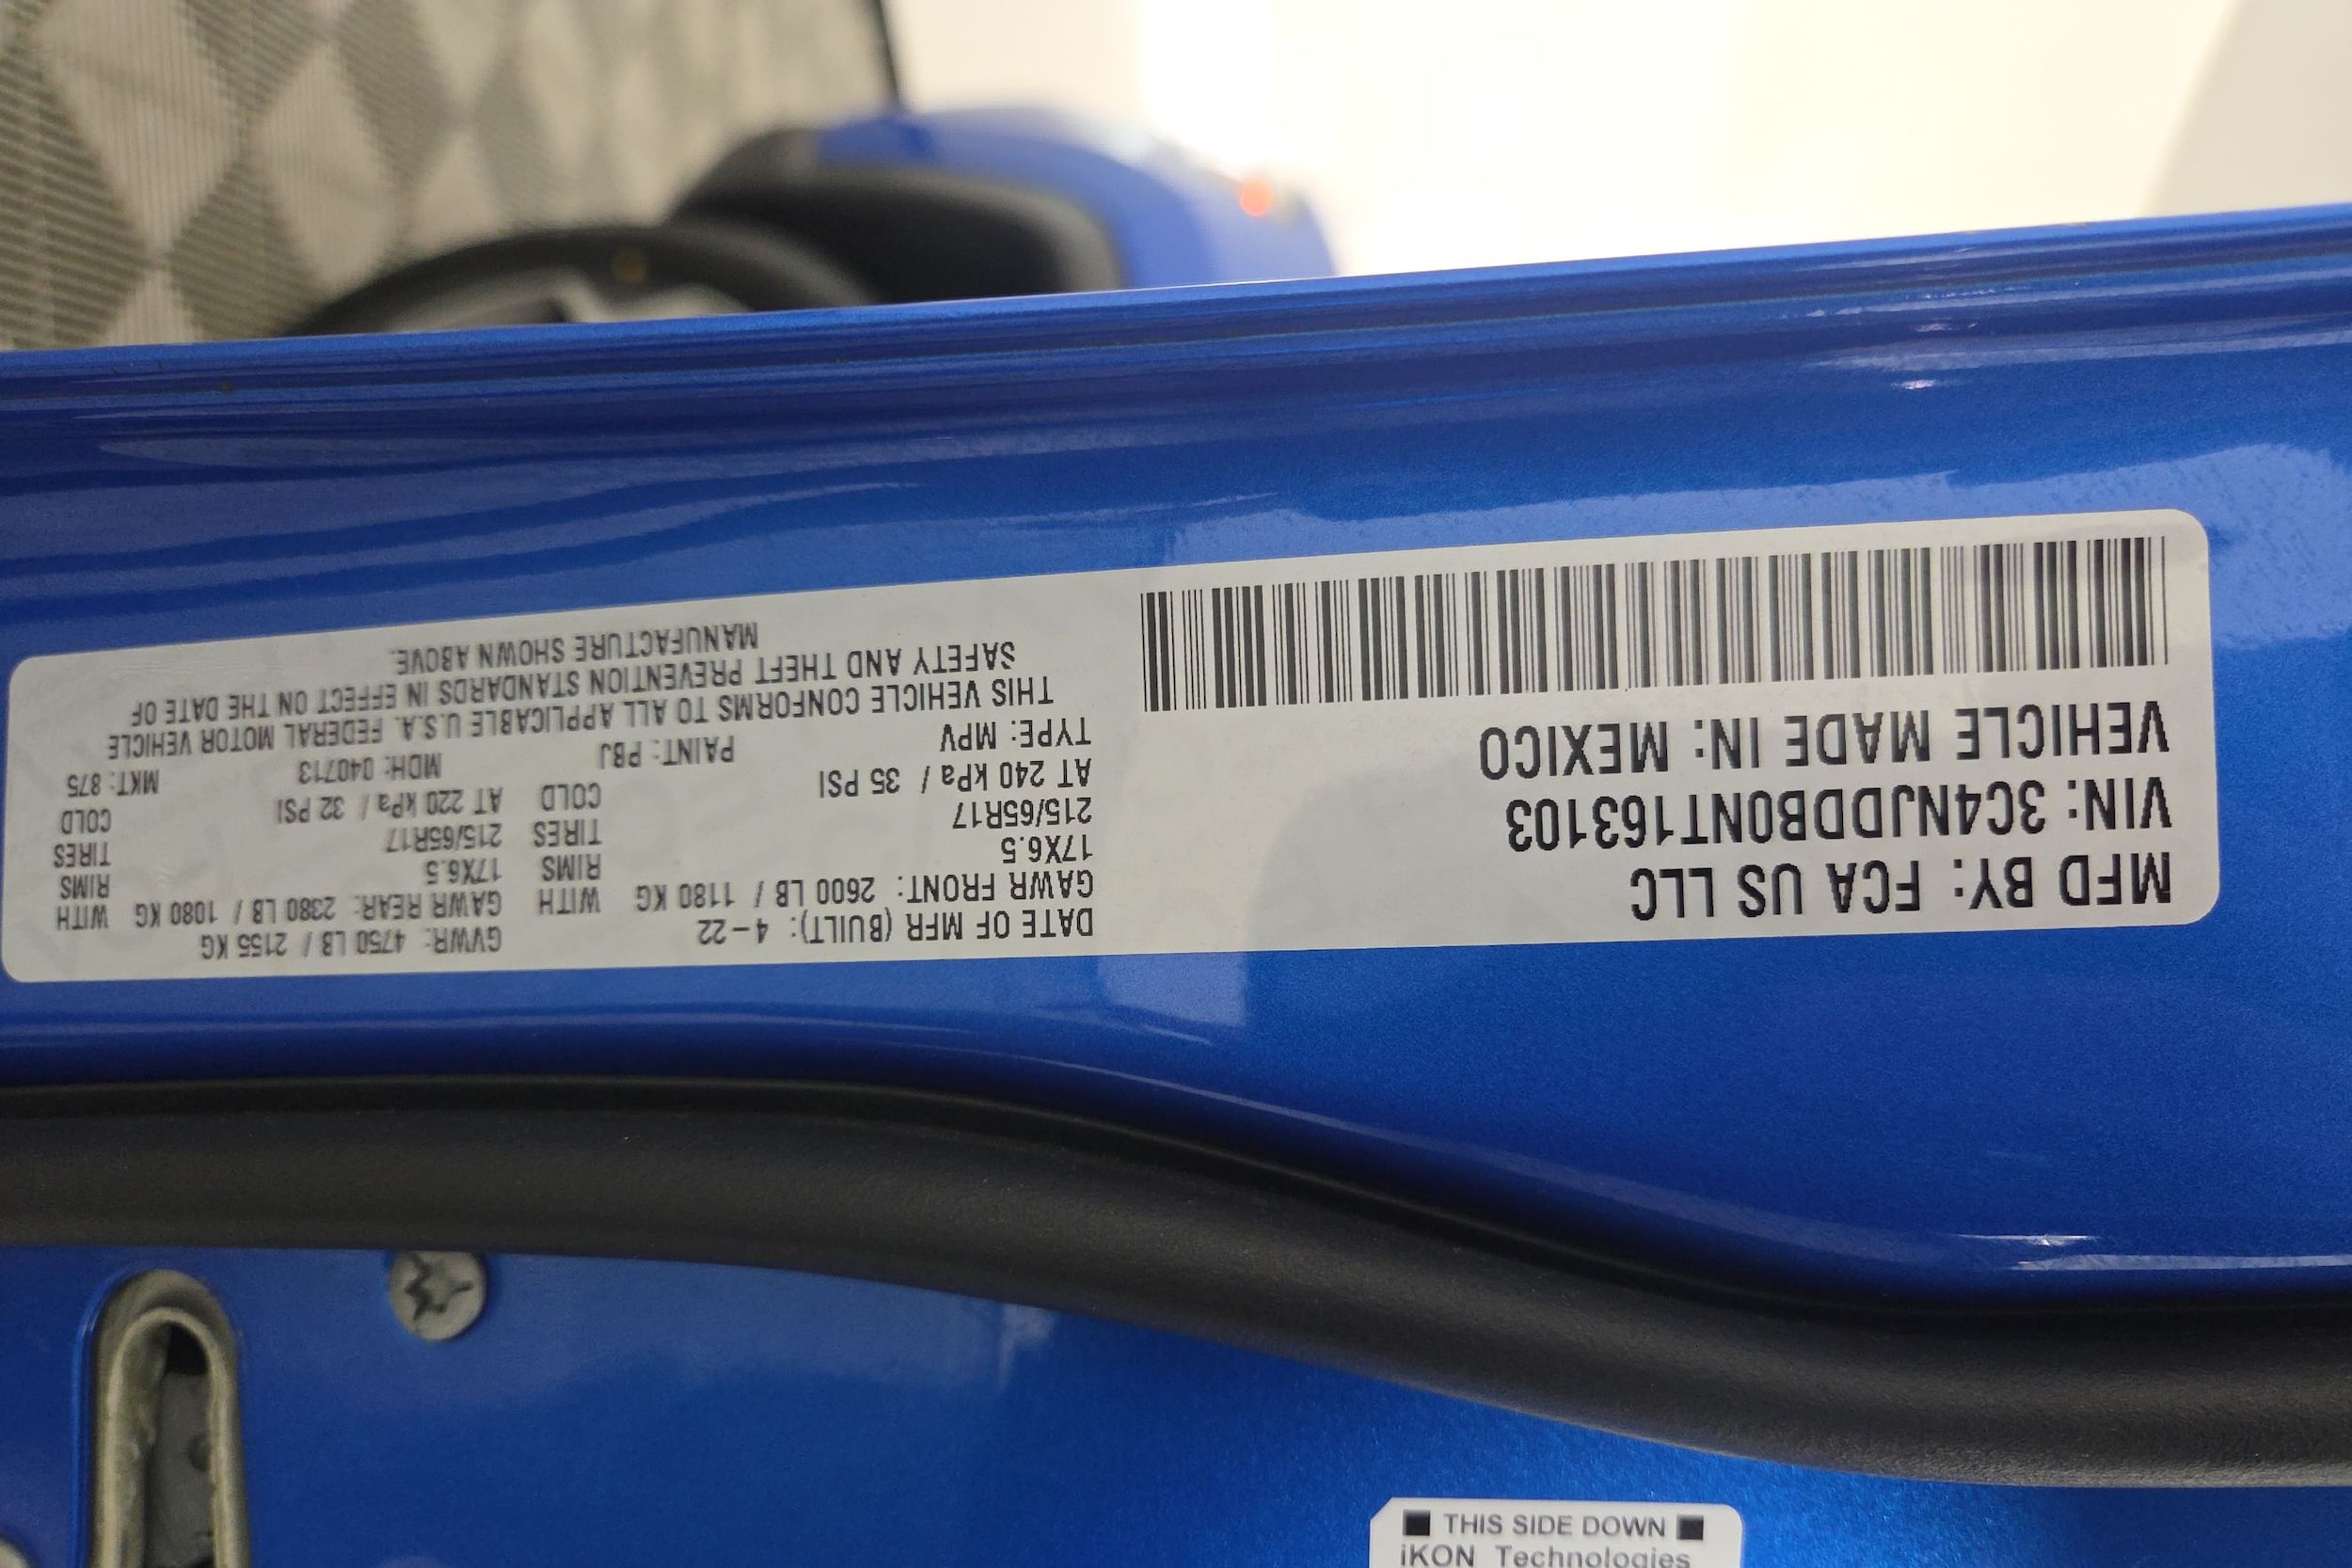 MFD BY: FCA US LLC
VIN: 3C4NJDDB0NT163103
VEHICLE MADE IN: MEXICO
DATE OF MFR (BUILT): 4-22 GVWR: 4750 LB / 2155 KG
GAWR FRONT: 2600 LB / 1180 KG WITH GAWR REAR: 2380 LB / 1080 KG WITH
17X6.5 RIMS 17X6.5 RIMS
215/65R17 TIRES 215/65R17 TIRES
AT 240 kPa / 35 PSI COLD AT 220 kPa / 32 PSI COLD
TYPE: MPV PAINT: PBJ MDH: 040713 MKT: 875
THIS VEHICLE CONFORMS TO ALL APPLICABLE U.S.A. FEDERAL MOTOR VEHICLE
SAFETY AND THEFT PREVENTION STANDARDS IN EFFECT ON THE DATE OF
MANUFACTURE SHOWN ABOVE.
THIS SIDE DOWN
iKON Technologies